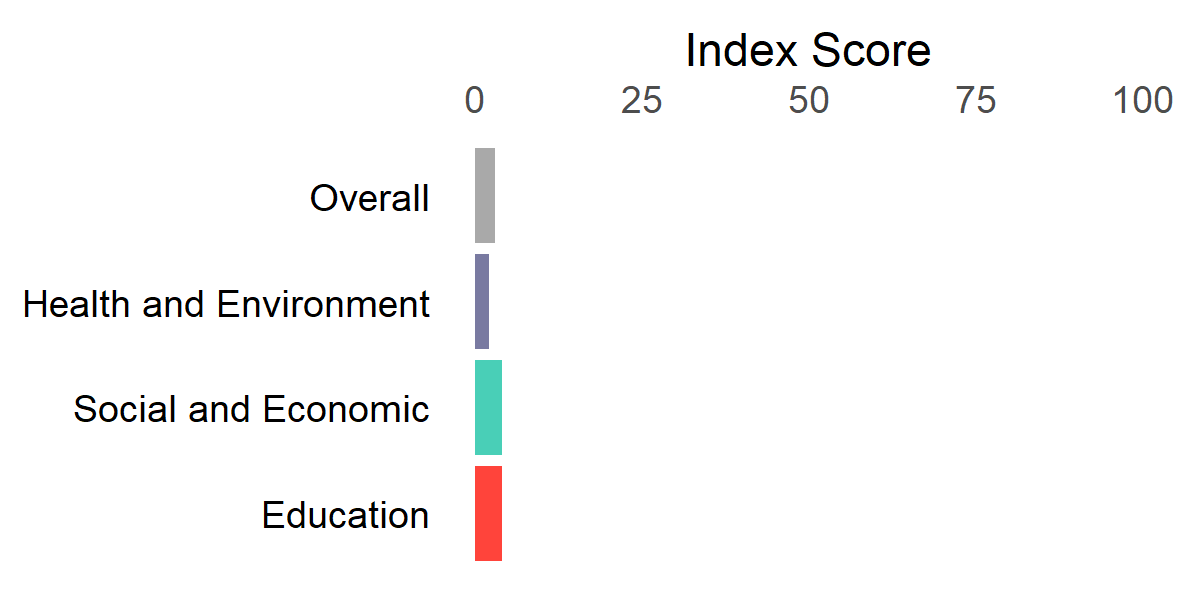 Index Score
0 25 50 75 100
Overall
Health and Environment
Social and Economic
Education